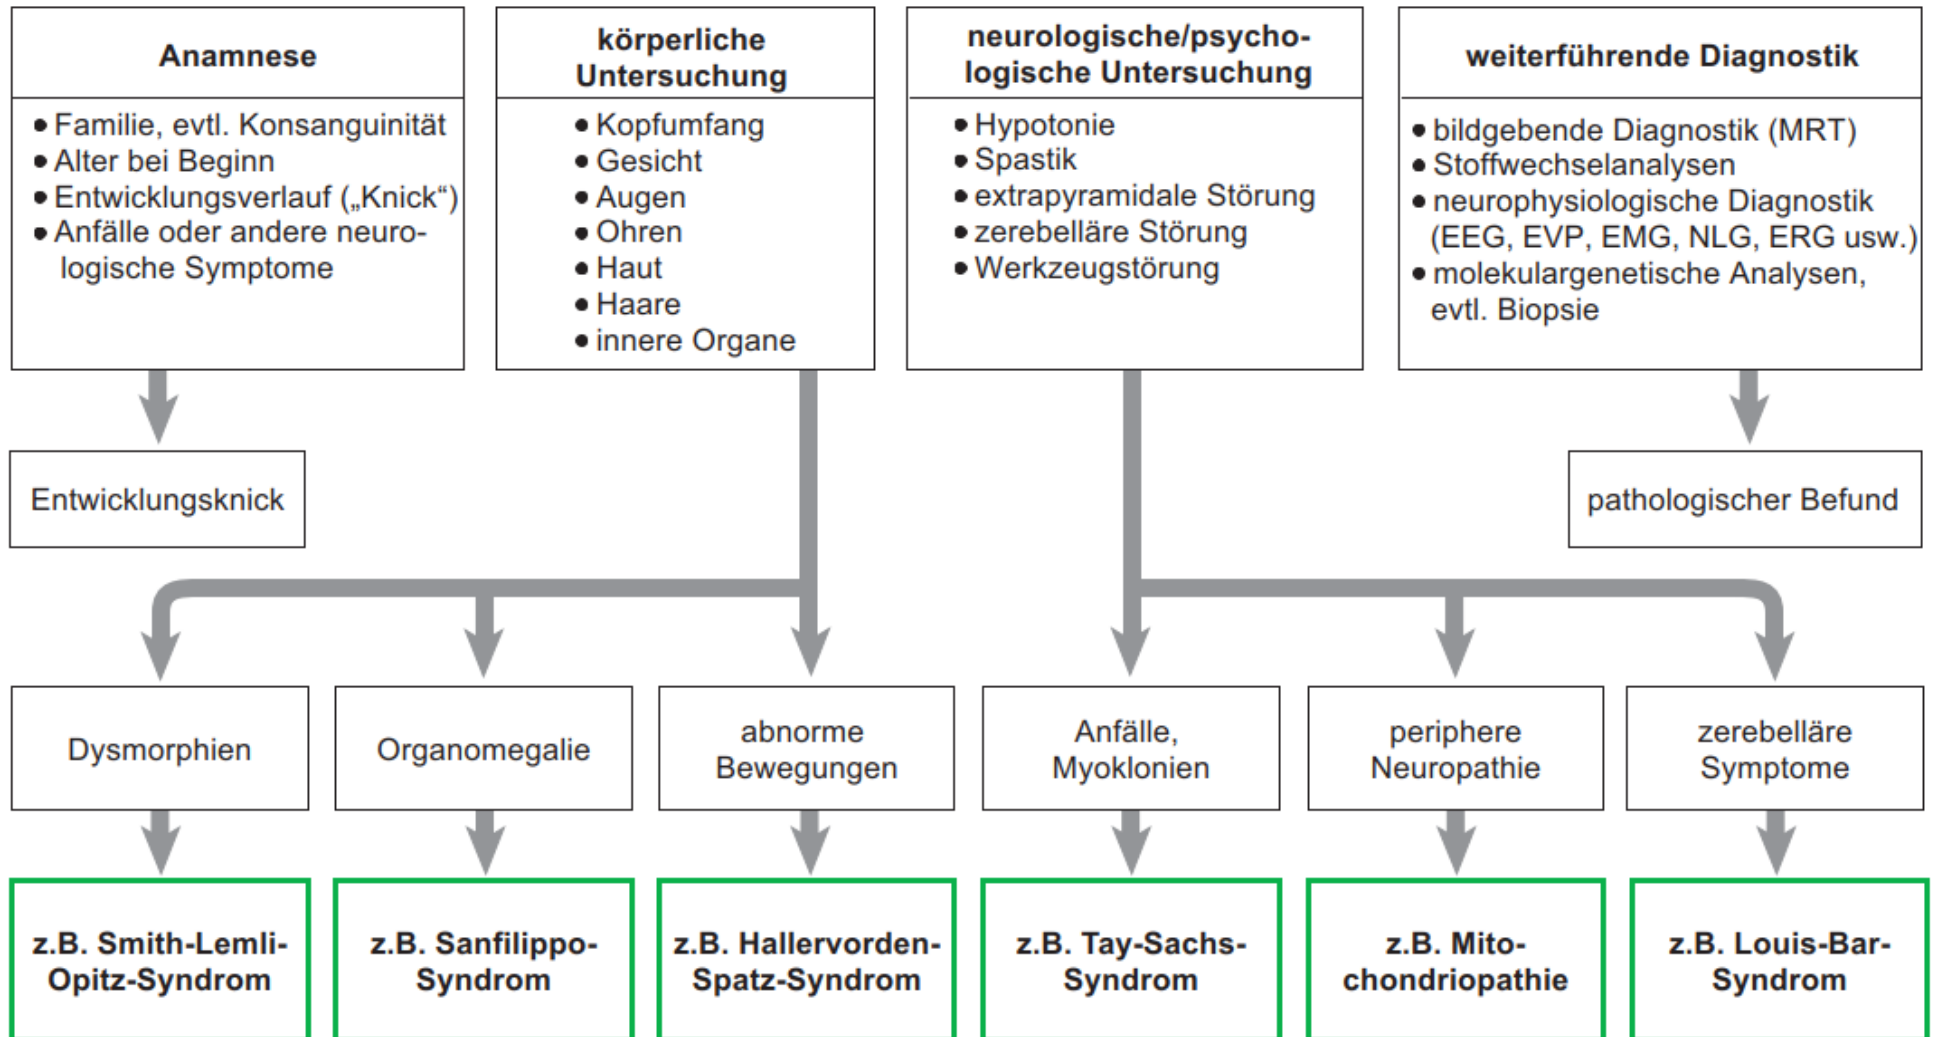 Anamnese
• Familie, evtl. Konsanguinität
• Alter bei Beginn
• Entwicklungsverlauf („Knick“)
• Anfälle oder andere neuro-
logische Symptome
körperliche
Untersuchung
• Kopfumfang
• Gesicht
• Augen
• Ohren
• Haut
• Haare
• innere Organe
neurologische/psycho-
logische Untersuchung
• Hypotonie
• Spastik
• extrapyramidale Störung
• zerebelläre Störung
• Werkzeugstörung
weiterführende Diagnostik
• bildgebende Diagnostik (MRT)
• Stoffwechselanalysen
• neurophysiologische Diagnostik
(EEG, EVP, EMG, NLG, ERG usw.)
• molekulargenetische Analysen,
evtl. Biopsie
Entwicklungsknick
pathologischer Befund
Dysmorphien
Organomegalie
abnorme
Bewegungen
Anfälle,
Myoklonien
periphere
Neuropathie
zerebelläre
Symptome
z.B. Smith-Lemli-
Opitz-Syndrom
z.B. Sanfilippo-
Syndrom
z.B. Hallervorden-
Spatz-Syndrom
z.B. Tay-Sachs-
Syndrom
z.B. Mito-
chondriopathie
z.B. Louis-Bar-
Syndrom